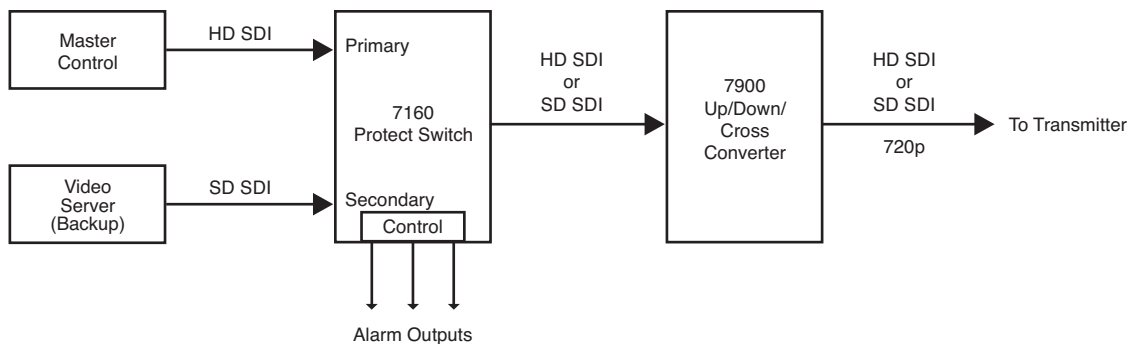 Master
Control
HD SDI
Primary
7160
Protect Switch
HD SDI
or
SD SDI
7900
Up/Down/
Cross
Converter
HD SDI
or
SD SDI
720p
To Transmitter
Video
Server
(Backup)
SD SDI
Secondary
Control
Alarm Outputs